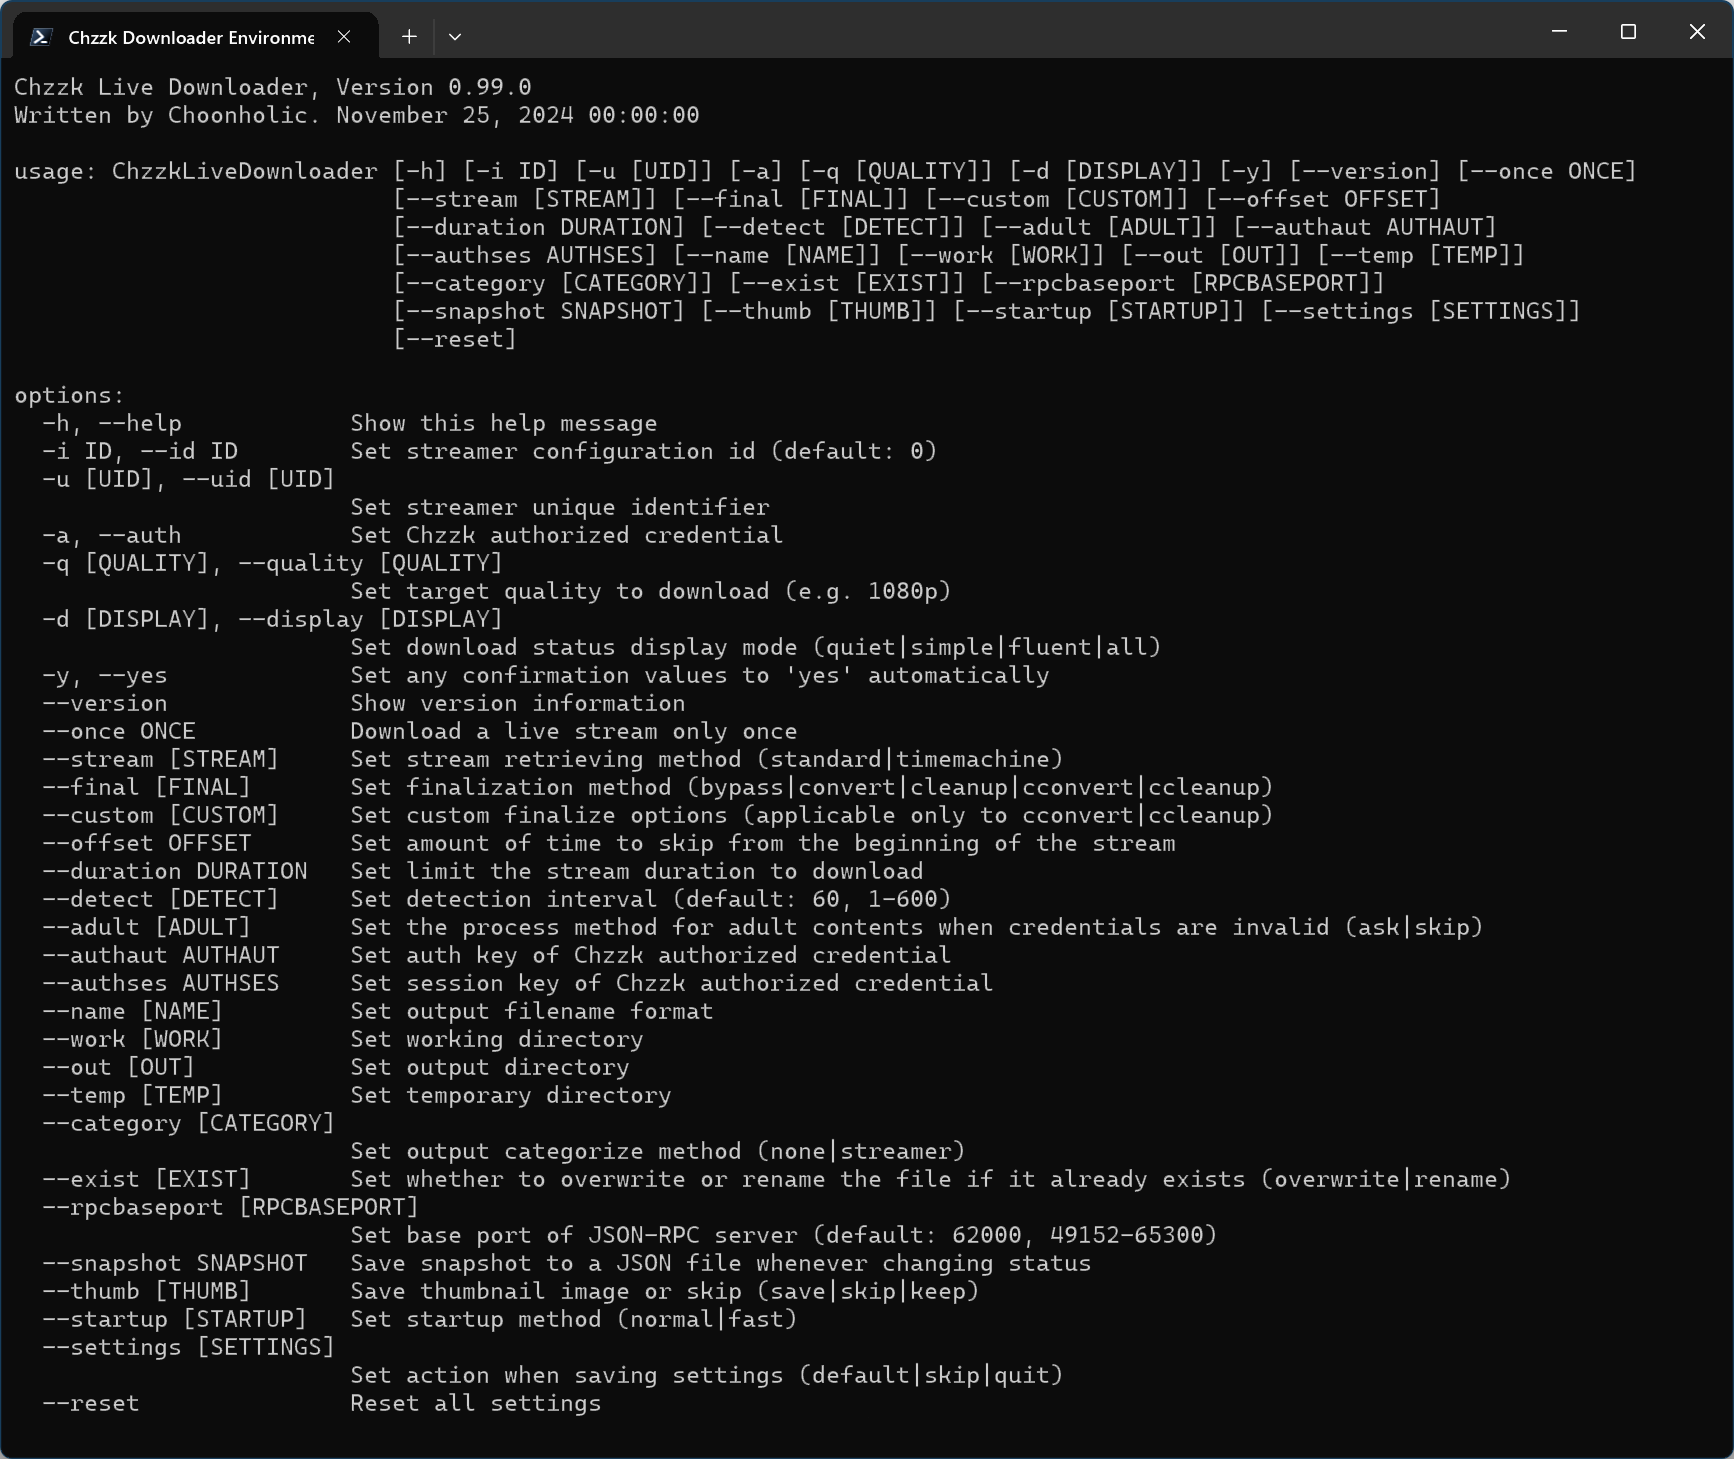 Chzzk Downloader Environme
Chzzk Live Downloader, Version 0.99.0
Written by Choonholic. November 25, 2024 00:00:00
usage: ChzzkLiveDownloader [-h] [-i ID] [-u [UID]] [-a] [-q [QUALITY]] [-d [DISPLAY]] [-y] [--version] [--once ONCE]
[--stream [STREAM]] [--final [FINAL]] [--custom [CUSTOM]] [--offset OFFSET]
[--duration DURATION] [--detect [DETECT]] [--adult [ADULT]] [--authaut AUTHAUT]
[--authses AUTHSES] [--name [NAME]] [--work [WORK]] [--out [OUT]] [--temp [TEMP]]
[--category [CATEGORY]] [--exist [EXIST]] [--rpcbaseport [RPCBASEPORT]]
[--snapshot SNAPSHOT] [--thumb [THUMB]] [--startup [STARTUP]] [--settings [SETTINGS]]
[--reset]
options:
-h, --help Show this help message
-i ID, --id ID Set streamer configuration id (default: 0)
-u [UID], --uid [UID]
Set streamer unique identifier
-a, --auth Set Chzzk authorized credential
-q [QUALITY], --quality [QUALITY]
Set target quality to download (e.g. 1080p)
-d [DISPLAY], --display [DISPLAY]
Set download status display mode (quiet|simple|fluent|all)
-y, --yes Set any confirmation values to 'yes' automatically
--version Show version information
--once ONCE Download a live stream only once
--stream [STREAM] Set stream retrieving method (standard|timemachine)
--final [FINAL] Set finalization method (bypass|convert|cleanup|cconvert|ccleanup)
--custom [CUSTOM] Set custom finalize options (applicable only to cconvert|ccleanup)
--offset OFFSET Set amount of time to skip from the beginning of the stream
--duration DURATION Set limit the stream duration to download
--detect [DETECT] Set detection interval (default: 60, 1-600)
--adult [ADULT] Set the process method for adult contents when credentials are invalid (ask|skip)
--authaut AUTHAUT Set auth key of Chzzk authorized credential
--authses AUTHSES Set session key of Chzzk authorized credential
--name [NAME] Set output filename format
--work [WORK] Set working directory
--out [OUT] Set output directory
--temp [TEMP] Set temporary directory
--category [CATEGORY]
Set output categorize method (none|streamer)
--exist [EXIST] Set whether to overwrite or rename the file if it already exists (overwrite|rename)
--rpcbaseport [RPCBASEPORT]
Set base port of JSON-RPC server (default: 62000, 49152-65300)
--snapshot SNAPSHOT Save snapshot to a JSON file whenever changing status
--thumb [THUMB] Save thumbnail image or skip (save|skip|keep)
--startup [STARTUP] Set startup method (normal|fast)
--settings [SETTINGS]
Set action when saving settings (default|skip|quit)
--reset Reset all settings